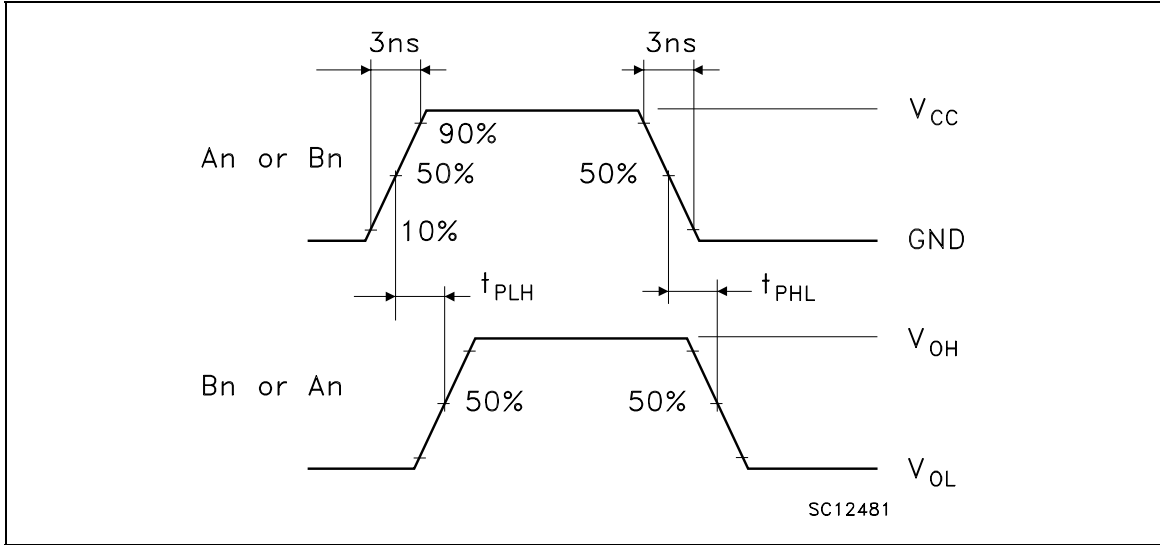 3ns 3ns
V_CC
90%
An or Bn 50% 50%
10%
GND
t_PLH t_PHL
V_OH
Bn or An 50% 50%
V_OL
SC12481